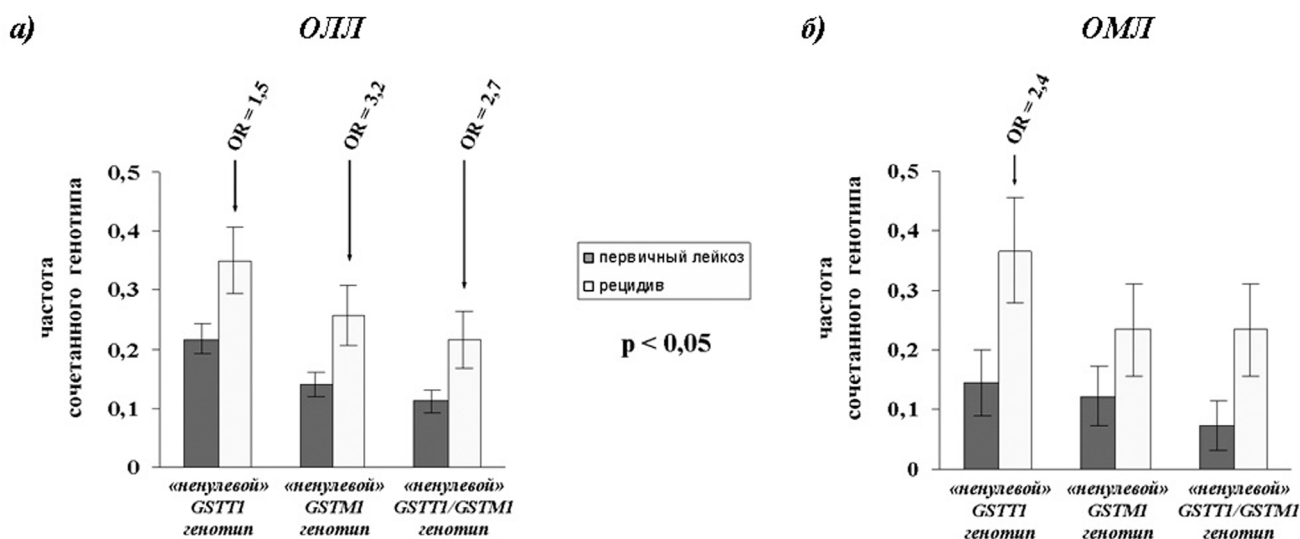 а)
ОЛЛ
OR = 1,5
OR = 3,2
OR = 2,7
частота
сочетанного генотипа
0,5
0,4
0,3
0,2
0,1
0
«ненулевой»
GSTT1
генотип
«ненулевой»
GSTM1
генотип
«ненулевой»
GSTT1/GSTM1
генотип
первичный лейкоз
рецидив
p < 0,05
б)
ОМЛ
OR = 2,4
частота
сочетанного генотипа
0,5
0,4
0,3
0,2
0,1
0
«ненулевой»
GSTT1
генотип
«ненулевой»
GSTM1
генотип
«ненулевой»
GSTT1/GSTM1
генотип